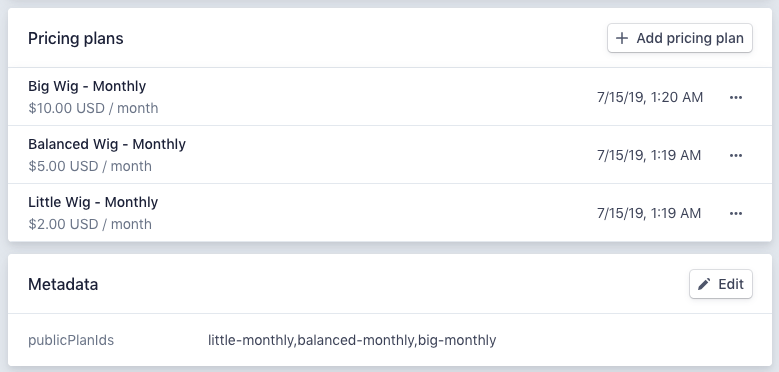 Pricing plans
+ Add pricing plan
Big Wig - Monthly
7/15/19, 1:20 AM
$10.00 USD / month
Balanced Wig - Monthly
7/15/19, 1:19 AM
$5.00 USD / month
Little Wig - Monthly
7/15/19, 1:19 AM
$2.00 USD / month
Metadata
Edit
publicPlanIds
little-monthly,balanced-monthly,big-monthly